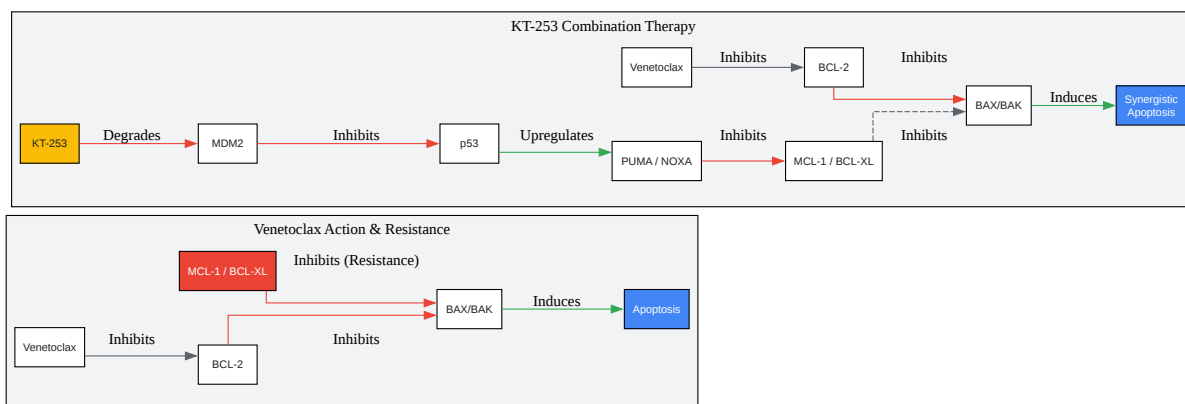 KT-253 Combination Therapy
Venetoclax
Inhibits
BCL-2
Inhibits
BAX/BAK
Induces
Synergistic
Apoptosis
KT-253
Degrades
MDM2
Inhibits
p53
Upregulates
PUMA / NOXA
Inhibits
MCL-1 / BCL-XL
Inhibits
Venetoclax Action & Resistance
MCL-1 / BCL-XL
Inhibits (Resistance)
BAX/BAK
Induces
Apoptosis
Venetoclax
Inhibits
BCL-2
Inhibits